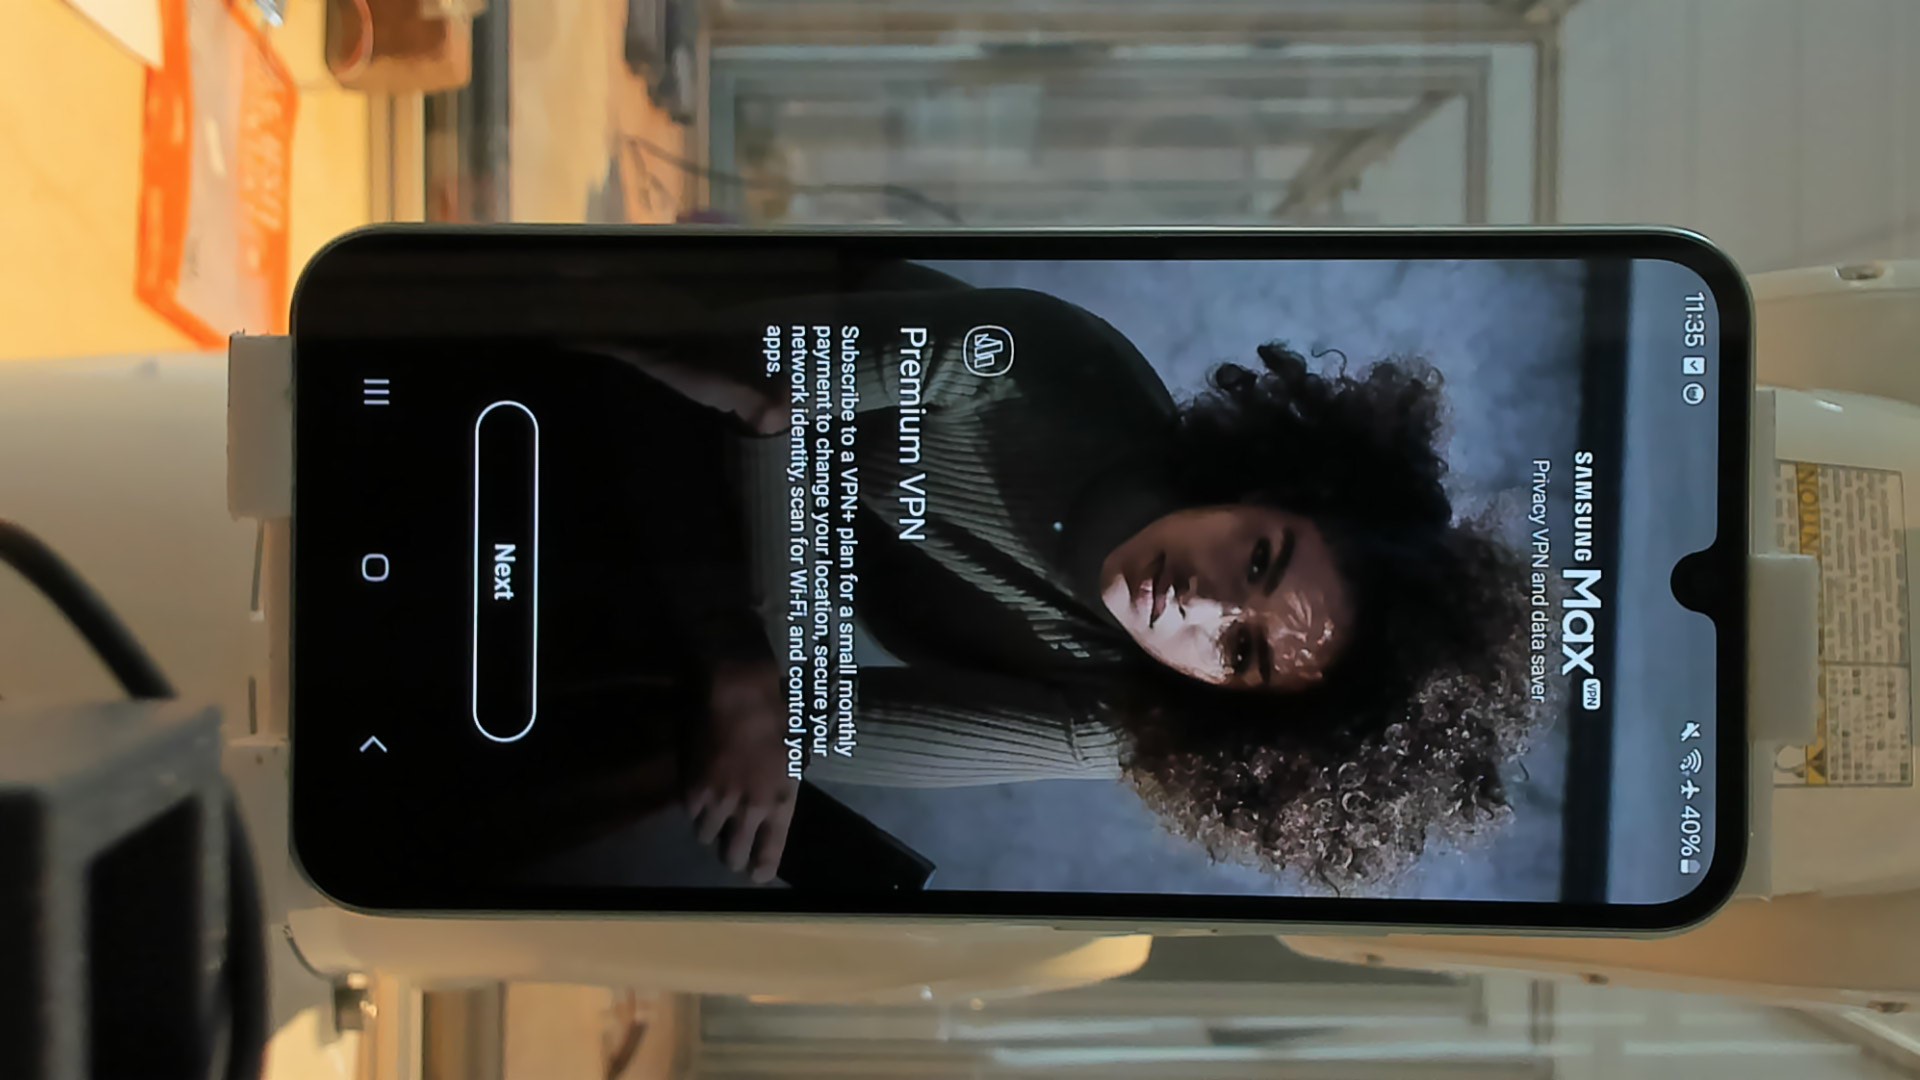 11:35
40%
SAMSUNG Max VPN
Privacy VPN and data saver
Premium VPN
Subscribe to a VPN+ plan for a small monthly
payment to change your location, secure your
network identity, scan for Wi-Fi, and control your
apps.
Next